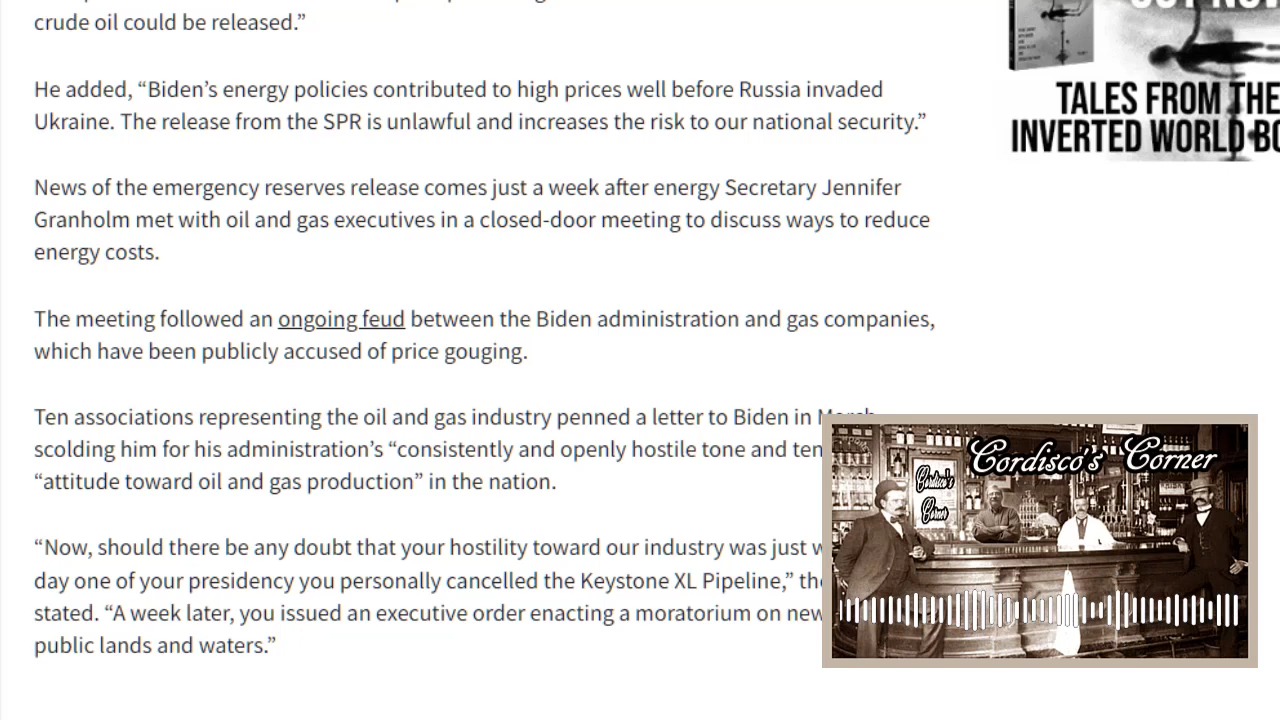 crude oil could be released.”
He added, “Biden’s energy policies contributed to high prices well before Russia invaded
Ukraine. The release from the SPR is unlawful and increases the risk to our national security.”
News of the emergency reserves release comes just a week after energy Secretary Jennifer
Granholm met with oil and gas executives in a closed-door meeting to discuss ways to reduce
energy costs.
The meeting followed an ongoing feud between the Biden administration and gas companies,
which have been publicly accused of price gouging.
Ten associations representing the oil and gas industry penned a letter to Biden in
scolding him for his administration’s “consistently and openly hostile tone and
“attitude toward oil and gas production” in the nation.
“Now, should there be any doubt that your hostility toward our industry was just
day one of your presidency you personally cancelled the Keystone XL Pipeline,”
stated. “A week later, you issued an executive order enacting a moratorium on new
public lands and waters.”
TALES FROM THE
INVERTED WORLD
Cordisco's Corner
Cordisco's
Corner